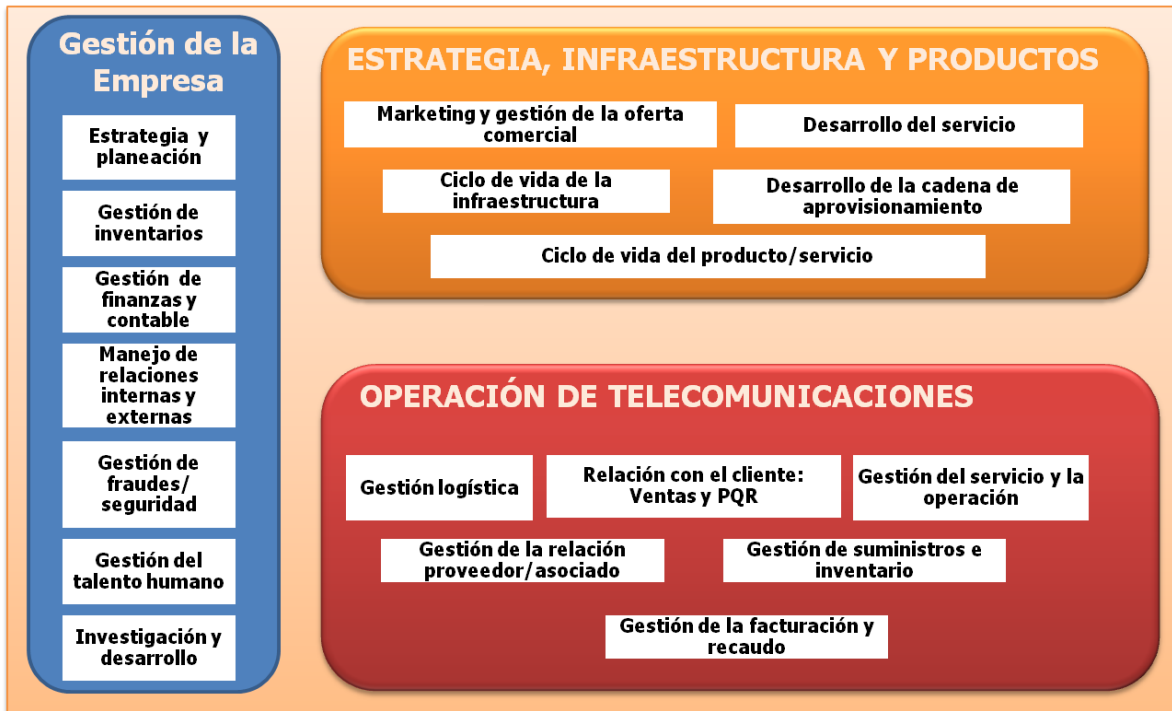 Gestión de la
Empresa
Estrategia y
planeación
Gestión de
inventarios
Gestión de
finanzas y
contable
Manejo de
relaciones
internas y
externas
Gestión de
fraudes/
seguridad
Gestión del
talento humano
Investigación y
desarrollo
ESTRATEGIA, INFRAESTRUCTURA Y PRODUCTOS
Marketing y gestión de la oferta
comercial
Desarrollo del servicio
Ciclo de vida de la
infraestructura
Desarrollo de la cadena de
aprovisionamiento
Ciclo de vida del producto/servicio
OPERACIÓN DE TELECOMUNICACIONES
Gestión logística
Relación con el cliente:
Ventas y PQR
Gestión del servicio y la
operación
Gestión de la relación
proveedor/asociado
Gestión de suministros e
inventario
Gestión de la facturación y
recaudo